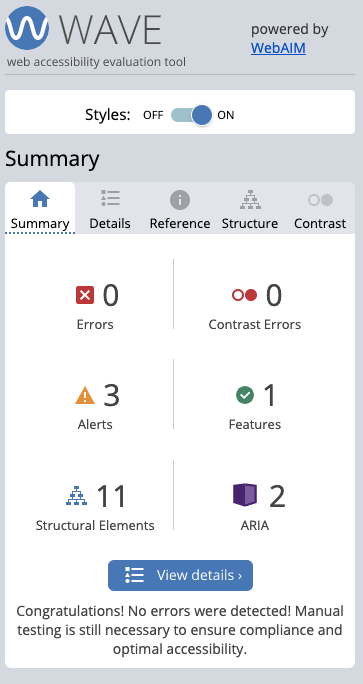 WAVE
powered by
WebAIM
web accessibility evaluation tool
Styles: OFF ON
Summary
Summary Details Reference Structure Contrast
0 0
Errors Contrast Errors
3 1
Alerts Features
11 2
Structural Elements ARIA
View details ›
Congratulations! No errors were detected! Manual
testing is still necessary to ensure compliance and
optimal accessibility.